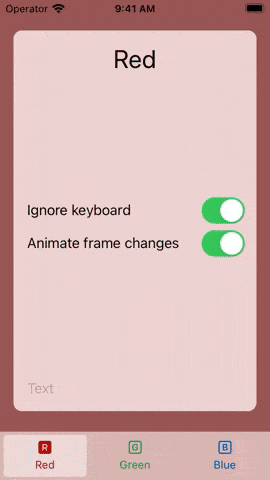 Operator 9:41 AM
Red
Ignore keyboard
Animate frame changes
Text
R G B
Red Green Blue